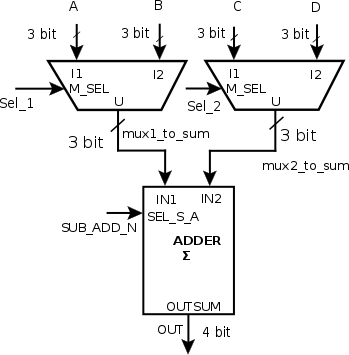 A B C D
3 bit 3 bit 3 bit 3 bit
I1 I2 I1 I2
M_SEL M_SEL
Sel_1 U Sel_2 U
3 bit mux1_to_sum 3 bit
mux2_to_sum
IN1 IN2
SEL_S_A
SUB_ADD_N
ADDER
Σ
OUTSUM
OUT 4 bit